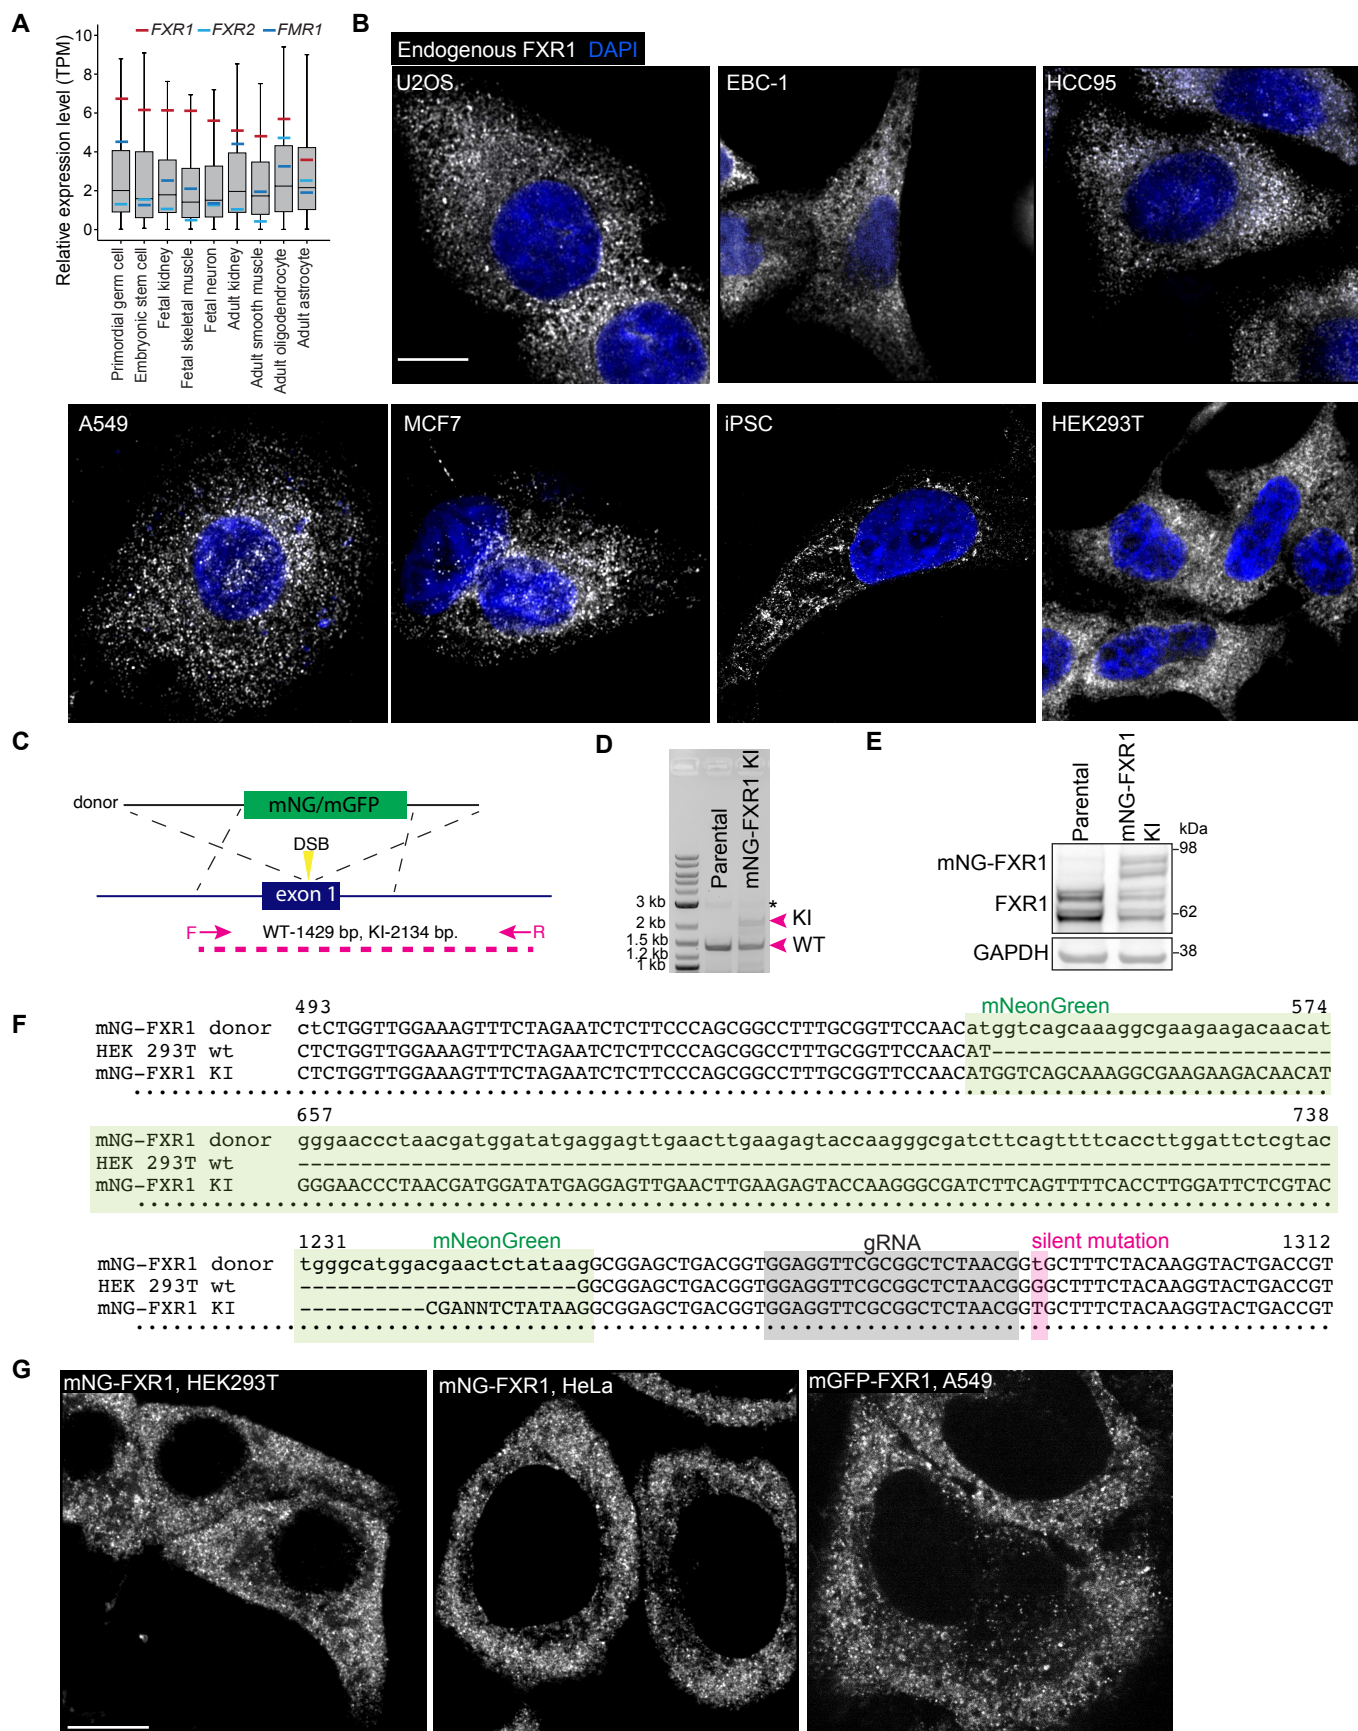 A
FXR1 FXR2 FMR1
Relative expression level (TPM)
10
8
6
4
2
0
Primordial germ cell
Embryonic stem cell
Fetal kidney
Fetal skeletal muscle
Fetal neuron
Adult kidney
Adult smooth muscle
Adult oligodendrocyte
Adult astrocyte
B
Endogenous FXR1 DAPI
U2OS
EBC-1
HCC95
A549
MCF7
iPSC
HEK293T
C
donor
mNG/mGFP
DSB
exon 1
F
WT-1429 bp, KI-2134 bp.
R
D
Parental
mNG-FXR1 KI
3 kb
2 kb
1.5 kb
1.2 kb
1 kb
*
KI
WT
E
Parental
mNG-FXR1 KI
kDa
mNG-FXR1
FXR1
GAPDH
98
62
38
F
493 mNeonGreen 574
mNG-FXR1 donor ctCTGGTTGGAAAGTTTCTAGAATCTCTTCCCAGCGGCCTTTGCGGTTCCAACatggtcagcaaaggcgaagaagacaacat
HEK 293T wt CTCTGGTTGGAAAGTTTCTAGAATCTCTTCCCAGCGGCCTTTGCGGTTCCAACAT---------------------------
mNG-FXR1 KI CTCTGGTTGGAAAGTTTCTAGAATCTCTTCCCAGCGGCCTTTGCGGTTCCAACATGGTCAGCAAAGGCGAAGAAGACAACAT
657 738
mNG-FXR1 donor gggaaccctaacgatggatatgaggagttgaacttgaagagtaccaagggcgatcttcagttttcaccttggattctcgtac
HEK 293T wt ----------------------------------------------------------------------------------
mNG-FXR1 KI GGGAACCCTAACGATGGATATGAGGAGTTGAACTTGAAGAGTACCAAGGGCGATCTTCAGTTTTCACCTTGGATTCTCGTAC
1231 mNeonGreen gRNA silent mutation 1312
mNG-FXR1 donor tgggcatggacgaactctataagGCGGAGCTGACGGTGGAGGTTCGCGGCTCTAACGGtGCTTTCTACAAGGTACTGACCGT
HEK 293T wt ----------------------GGCGGAGCTGACGGTGGAGGTTCGCGGCTCTAACGGGGCTTTCTACAAGGTACTGACCGT
mNG-FXR1 KI ----------CGANNTCTATAAGGCGGAGCTGACGGTGGAGGTTCGCGGCTCTAACGGTGCTTTCTACAAGGTACTGACCGT
G
mNG-FXR1, HEK293T
mNG-FXR1, HeLa
mGFP-FXR1, A549